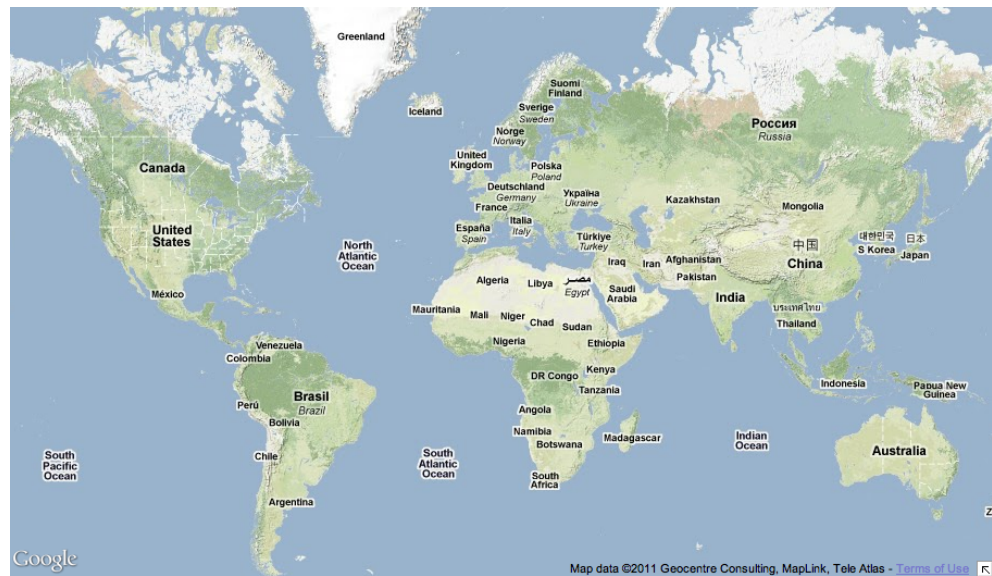 Greenland
Iceland
Suomi
Finland
Sverige
Sweden
Norge
Norway
Россия
Russia
Canada
United
Kingdom
Polska
Poland
Deutschland
Germany
Україна
Ukraine
France
Kazakhstan
Mongolia
United
States
España
Spain
Italia
Italy
Türkiye
Turkey
中国
China
대한민국
S Korea
日本
Japan
North
Atlantic
Ocean
Iraq
Iran
Afghanistan
Pakistan
Algeria
Libya
مصر
Egypt
Saudi
Arabia
India
México
Mauritania
Mali
Niger
Chad
Sudan
ประเทศไทย
Thailand
Nigeria
Ethiopia
Venezuela
Colombia
DR Congo
Kenya
Tanzania
Indonesia
Papua New
Guinea
Perú
Brasil
Brazil
Bolivia
Angola
Namibia
Botswana
Madagascar
Indian
Ocean
Australia
South
Pacific
Ocean
Chile
South
Atlantic
Ocean
South
Africa
Argentina
Z
Google
Map data ©2011 Geocentre Consulting, MapLink, Tele Atlas - Terms of Use